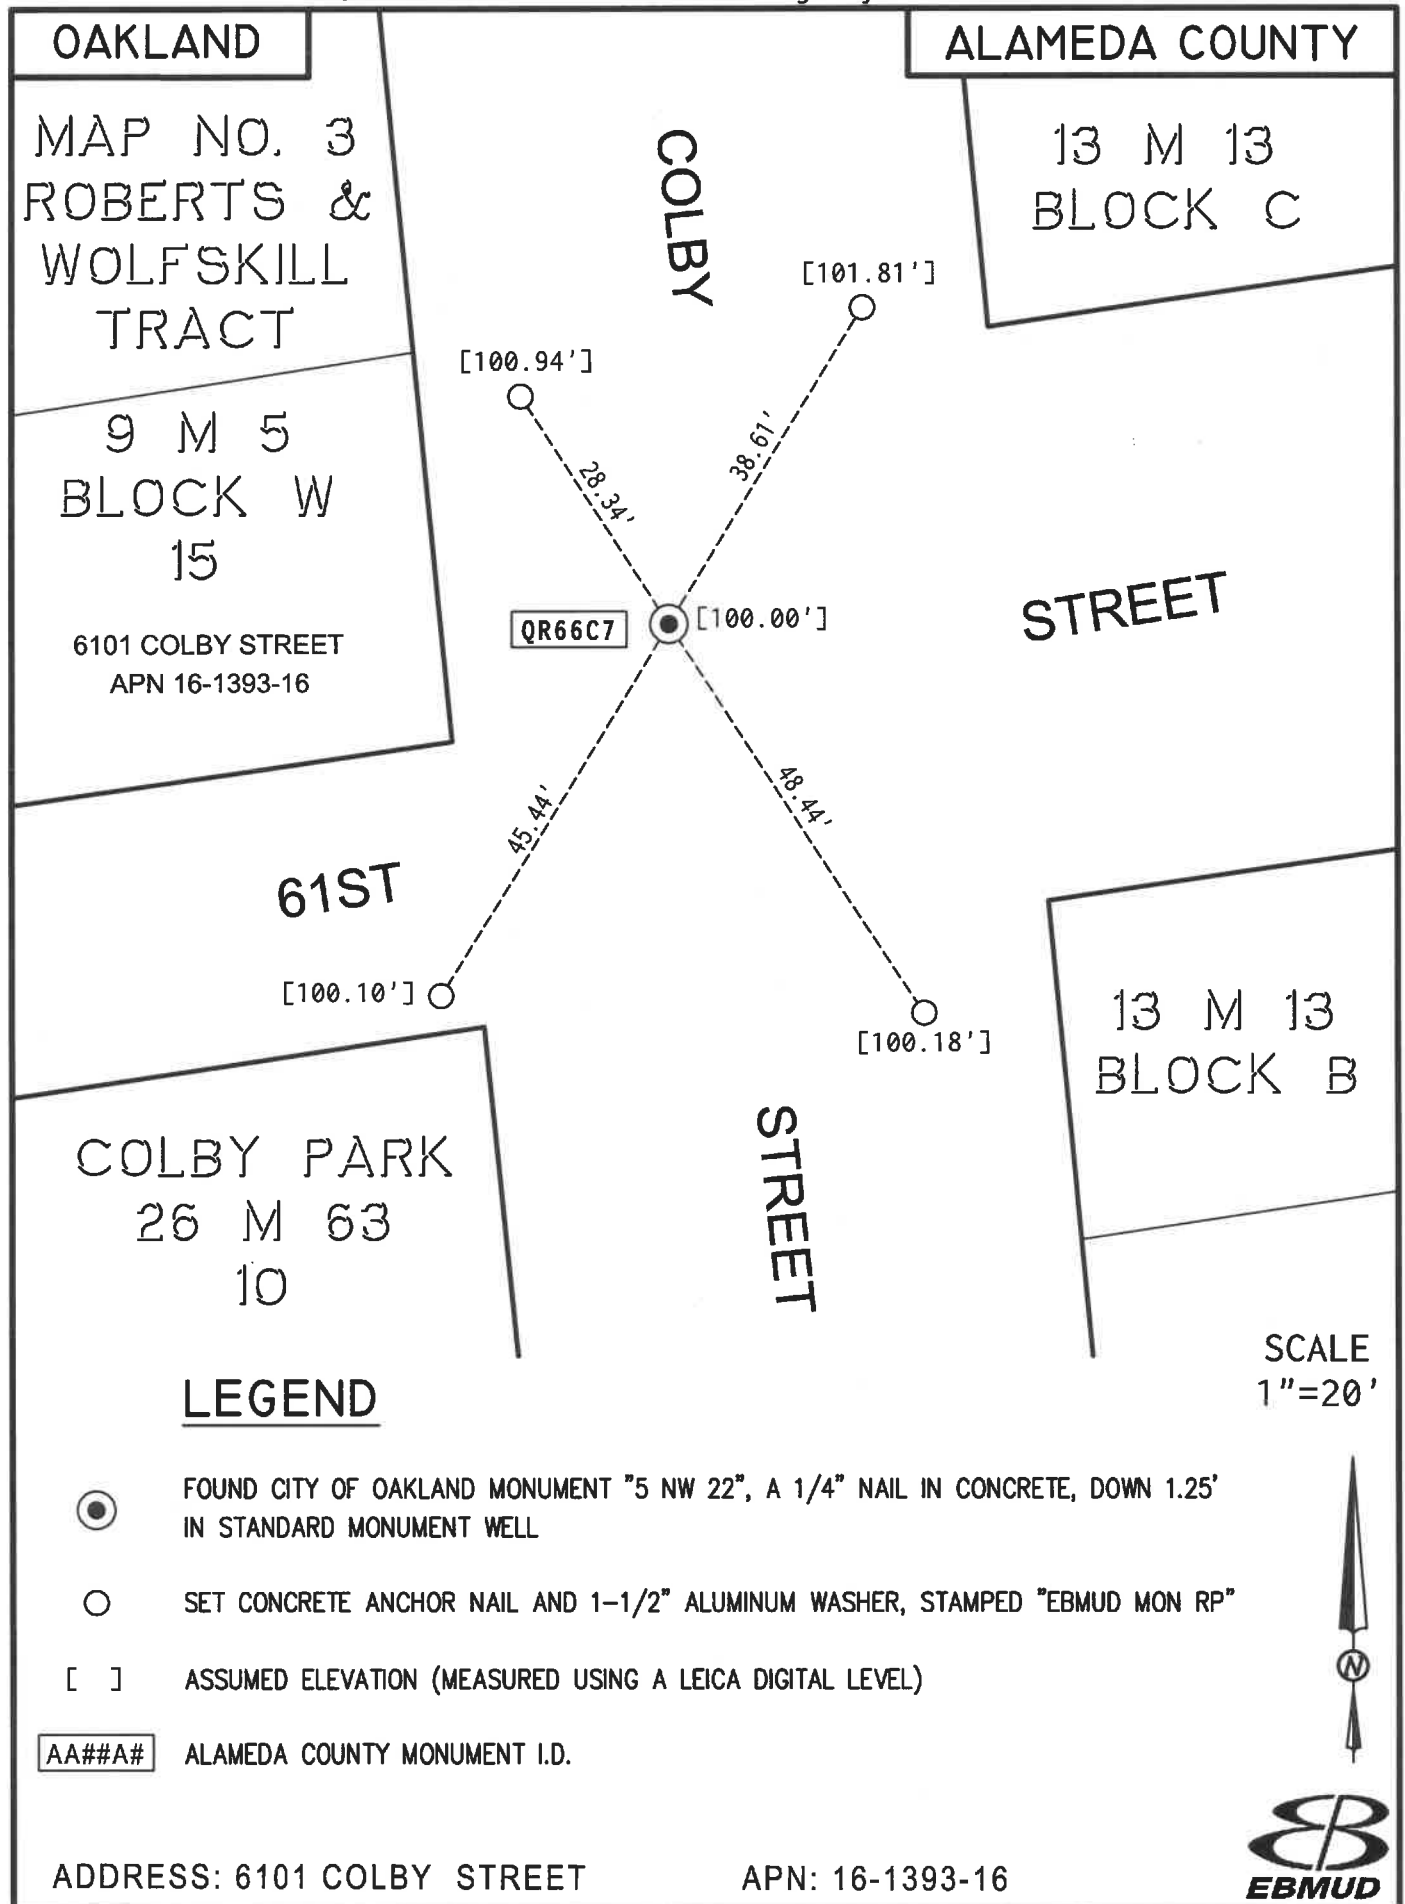 OAKLAND
ALAMEDA COUNTY
MAP NO. 3
ROBERTS &
WOLFSKILL
TRACT
COLBY
13 M 13
BLOCK C
[101.81']
[100.94']
9 M 5
BLOCK W
15
6101 COLBY STREET
APN 16-1393-16
28.34'
38.61'
QR66C7
[100.00']
STREET
45.44'
48.44'
61ST
[100.10']
[100.18']
13 M 13
BLOCK B
COLBY PARK
26 M 63
10
STREET
SCALE
1"=20'
LEGEND
FOUND CITY OF OAKLAND MONUMENT "5 NW 22", A 1/4" NAIL IN CONCRETE, DOWN 1.25'
IN STANDARD MONUMENT WELL
SET CONCRETE ANCHOR NAIL AND 1-1/2" ALUMINUM WASHER, STAMPED "EBMUD MON RP"
[ ] ASSUMED ELEVATION (MEASURED USING A LEICA DIGITAL LEVEL)
AA##A# ALAMEDA COUNTY MONUMENT I.D.
N
ADDRESS: 6101 COLBY STREET APN: 16-1393-16
EBMUD